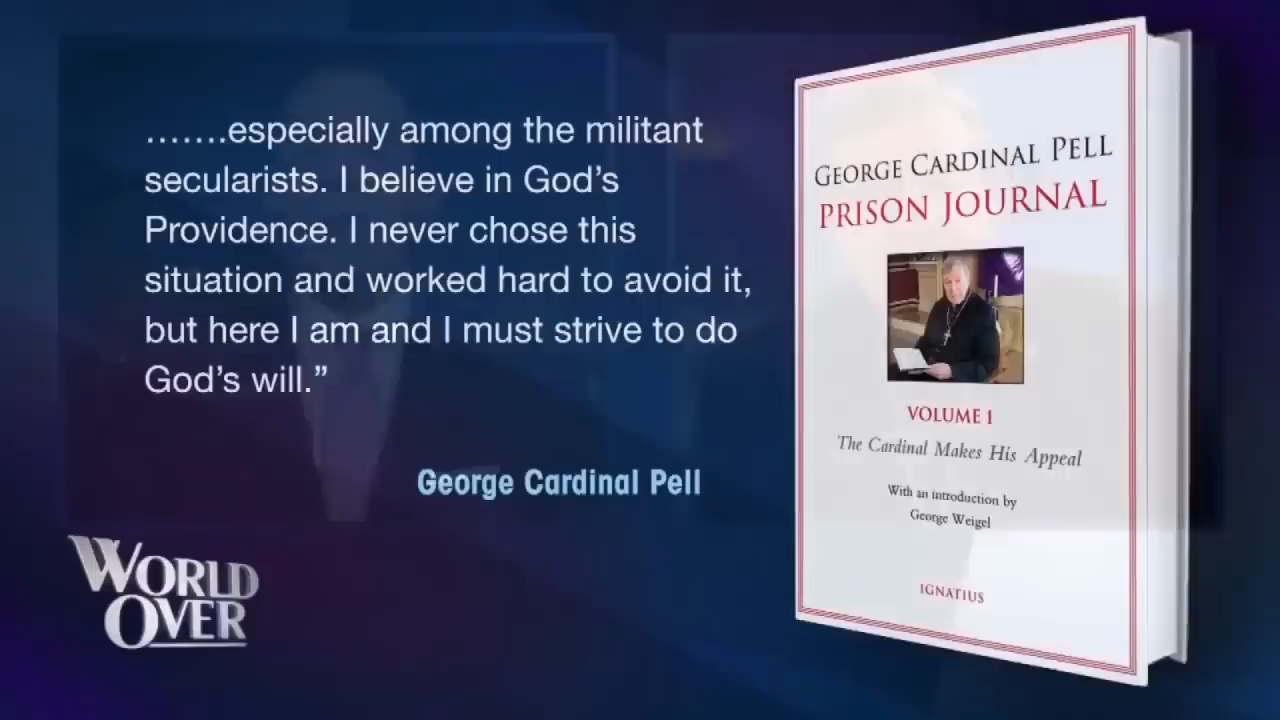 …….especially among the militant
secularists. I believe in God’s
Providence. I never chose this
situation and worked hard to avoid it,
but here I am and I must strive to do
God’s will.”
George Cardinal Pell
WORLD
OVER
GEORGE CARDINAL PELL
PRISON JOURNAL
VOLUME 1
The Cardinal Makes His Appeal
With an introduction by
George Weigel
IGNATIUS